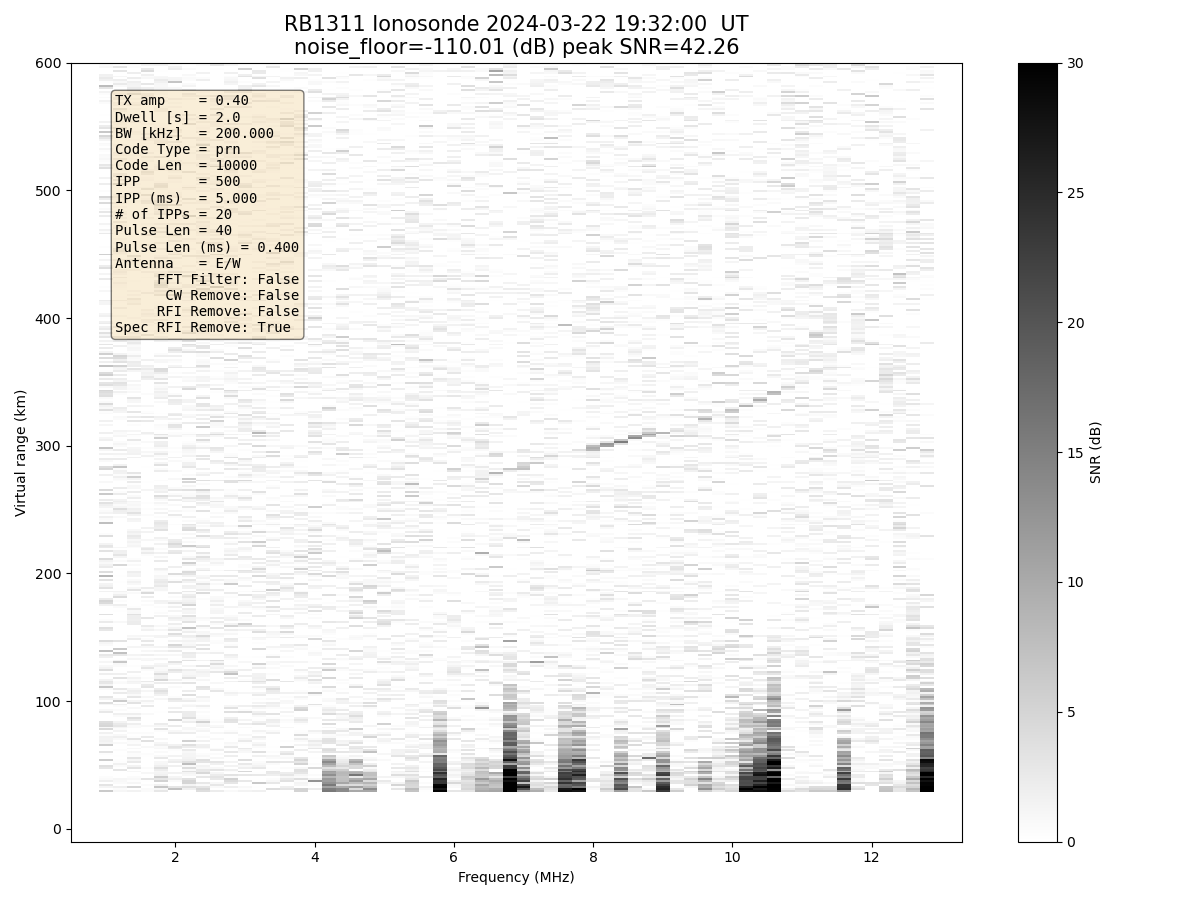 RB1311 Ionosonde 2024-03-22 19:32:00  UT
noise_floor=-110.01 (dB) peak SNR=42.26
TX amp    = 0.40
Dwell [s] = 2.0
BW [kHz]  = 200.000
Code Type = prn
Code Len  = 10000
IPP       = 500
IPP (ms)  = 5.000
# of IPPs = 20
Pulse Len = 40
Pulse Len (ms) = 0.400
Antenna   = E/W
FFT Filter: False
CW Remove: False
RFI Remove: False
Spec RFI Remove: True
600
500
400
300
200
100
0
Virtual range (km)
2
4
6
8
10
12
Frequency (MHz)
30
25
20
15
10
5
0
SNR (dB)